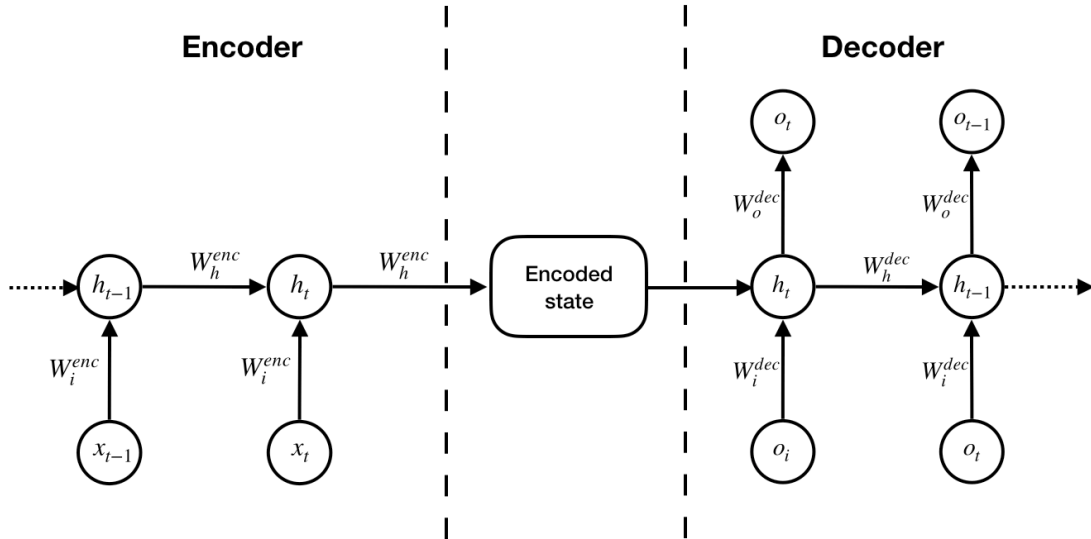 Encoder
Decoder
o_t
o_{t-1}
W_o^{dec}
W_o^{dec}
W_h^{enc}
W_h^{enc}
W_h^{dec}
h_{t-1}
h_t
Encoded
state
h_t
h_{t-1}
W_i^{enc}
W_i^{enc}
W_i^{dec}
W_i^{dec}
x_{t-1}
x_t
o_i
o_t